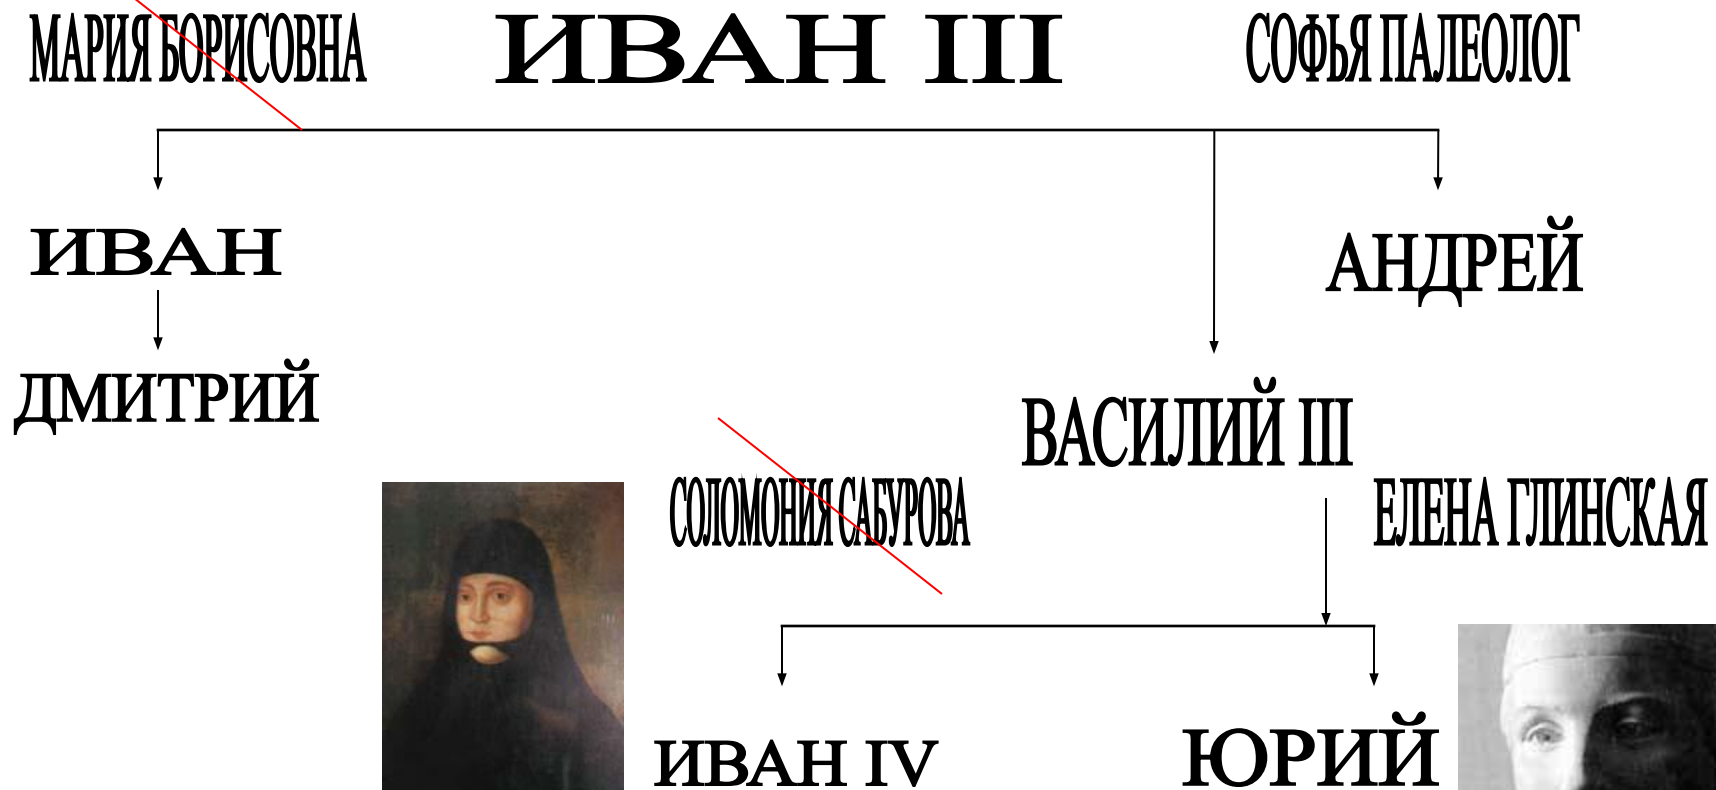 МАРИЯ БОРИСОВНА
ИВАН III
СОФЬЯ ПАЛЕОЛОГ
ИВАН
АНДРЕЙ
ДМИТРИЙ
ВАСИЛИЙ III
СОЛОМОНИЯ САБУРОВА
ЕЛЕНА ГЛИНСКАЯ
ИВАН IV
ЮРИЙ